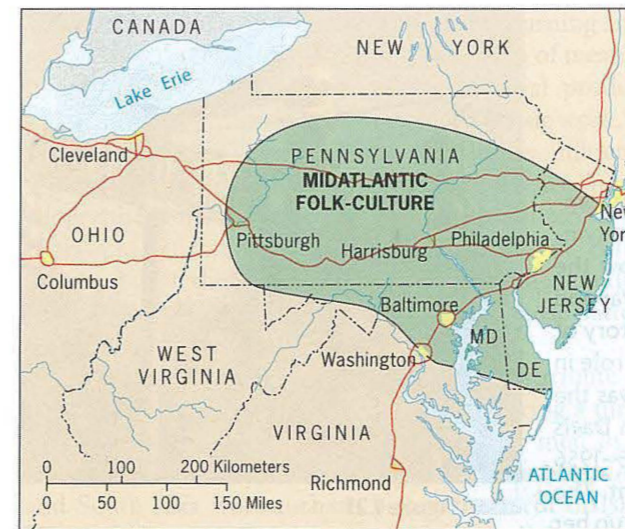 CANADA
NEW YORK
Lake Erie
Cleveland
PENNSYLVANIA
MIDATLANTIC
FOLK-CULTURE
New
York
OHIO
Pittsburgh
Harrisburg
Philadelphia
Columbus
NEW
JERSEY
Baltimore
MD
DE
WEST
VIRGINIA
Washington
VIRGINIA
0 100 200 Kilometers
0 50 100 150 Miles
Richmond
ATLANTIC
OCEAN